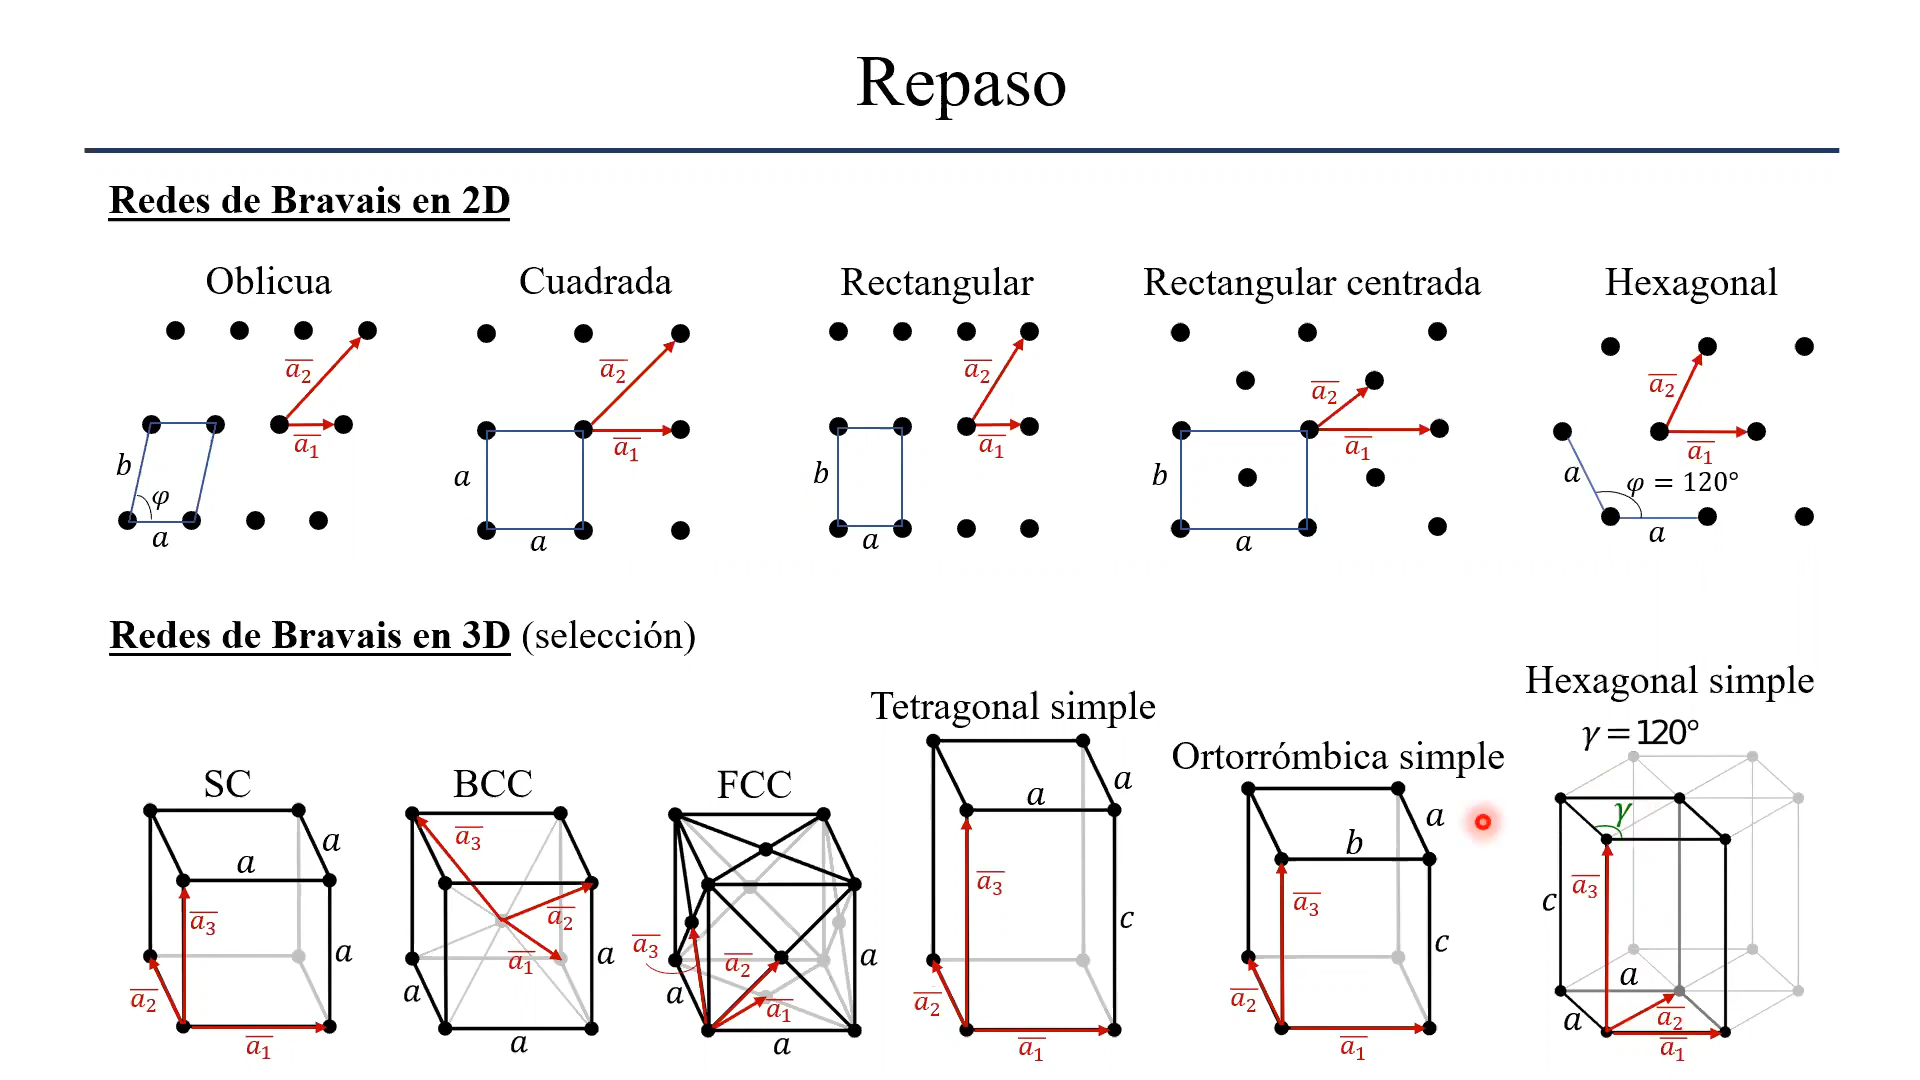 Repaso
Redes de Bravais en 2D
Oblicua
Cuadrada
Rectangular
Rectangular centrada
Hexagonal
a₂
a₁
b
φ
a
a₂
a₁
a
a
a₂
a₁
b
a
a₂
a₁
b
a
a₂
a₁
a
φ = 120°
a
Redes de Bravais en 3D (selección)
SC
BCC
FCC
Tetragonal simple
Ortorrómbica simple
Hexagonal simple
γ = 120°
a
a
a₃
a
a₂
a₁
a₃
a₂
a₁
a
a
a
a₃
a₂
a₁
a
a
a
a
a
a₃
c
a₂
a₁
a
b
a₃
c
a₂
a₁
γ
a₃
c
a
a
a₂
a₁